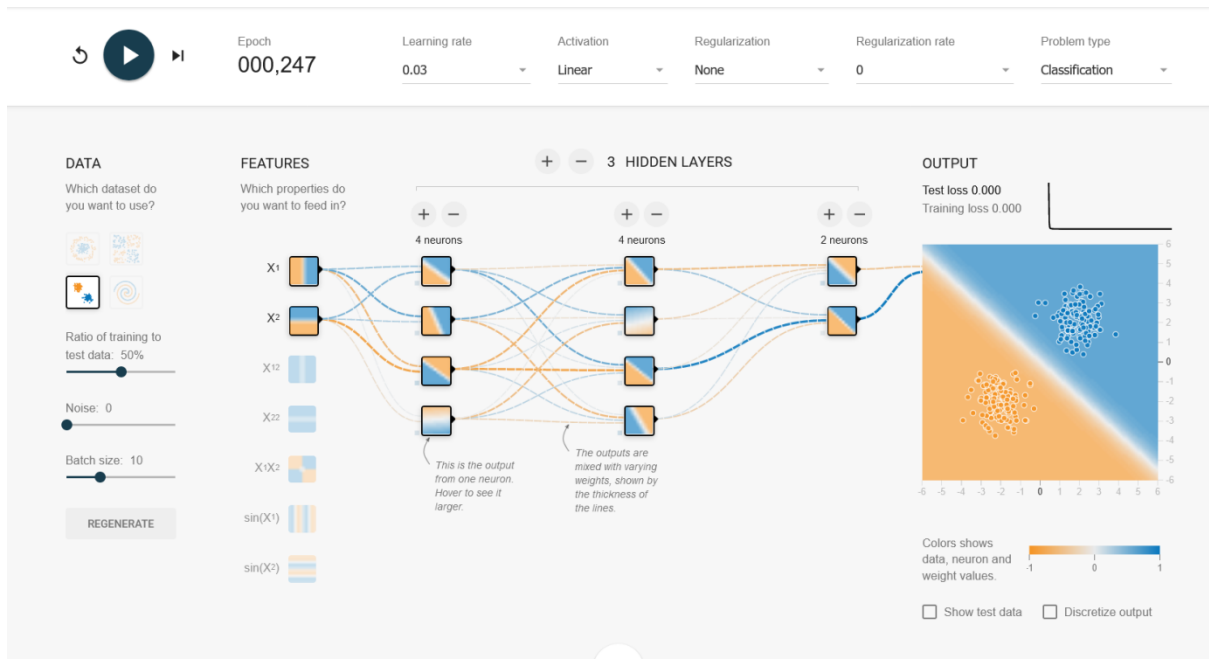 Epoch
000,247
Learning rate
0.03
Activation
Linear
Regularization
None
Regularization rate
0
Problem type
Classification
DATA
Which dataset do
you want to use?
Ratio of training to
test data: 50%
Noise: 0
Batch size: 10
REGENERATE
FEATURES
Which properties do
you want to feed in?
X1
X2
X12
X22
X1X2
sin(X1)
sin(X2)
+ − 3 HIDDEN LAYERS
+ −
4 neurons
+ −
4 neurons
+ −
2 neurons
This is the output
from one neuron.
Hover to see it
larger.
The outputs are
mixed with varying
weights, shown by
the thickness of
the lines.
OUTPUT
Test loss 0.000
Training loss 0.000
6
5
4
3
2
1
0
-1
-2
-3
-4
-5
-6
-6 -5 -4 -3 -2 -1 0 1 2 3 4 5 6
Colors shows
data, neuron and
weight values.
-1 0 1
Show test data
Discretize output